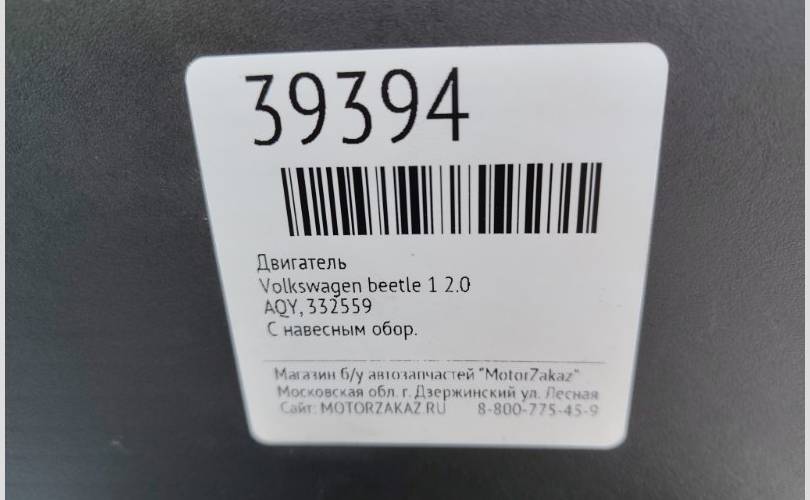 39394
Двигатель
Volkswagen beetle 1 2.0
AQY, 332559
С навесным обор.
Магазин б/у автозапчастей "MotorZakaz"
Московская обл. г. Дзержинский ул. Лесная
Сайт: MOTORZAKAZ.RU 8-800-775-45-9